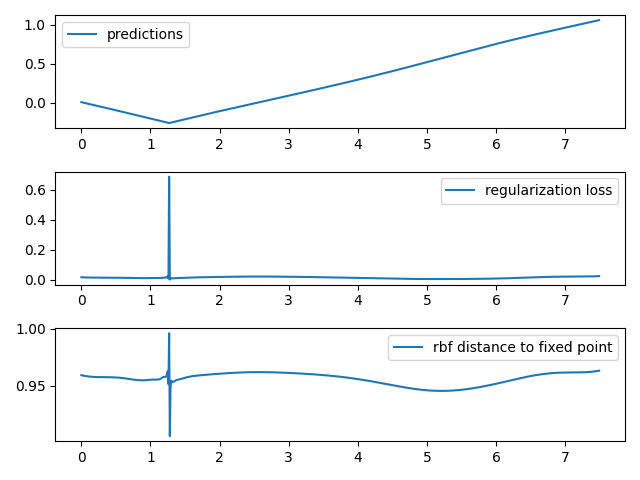 1.0
0.5
0.0
predictions
0 1 2 3 4 5 6 7
0.6
0.4
0.2
0.0
regularization loss
0 1 2 3 4 5 6 7
1.00
0.95
rbf distance to fixed point
0 1 2 3 4 5 6 7